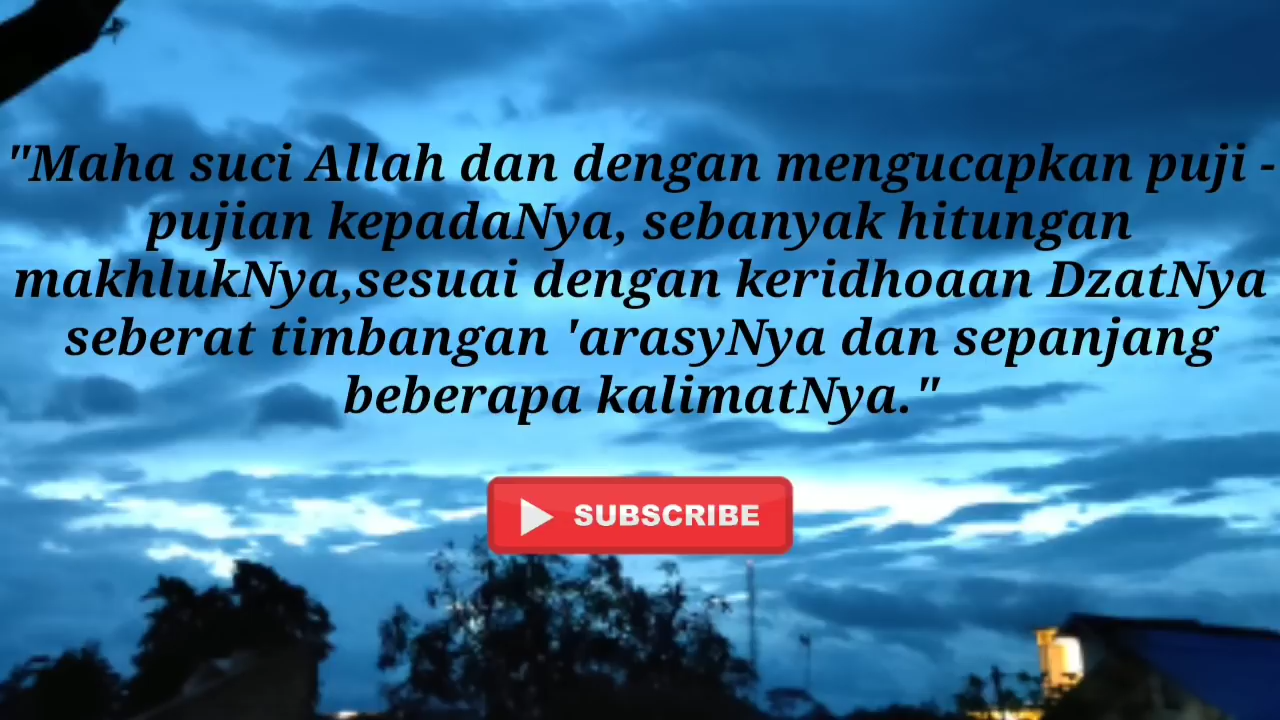 "Maha suci Allah dan dengan mengucapkan puji -
pujian kepadaNya, sebanyak hitungan
makhlukNya,sesuai dengan keridhoaan DzatNya
seberat timbangan 'arasyNya dan sepanjang
beberapa kalimatNya."
SUBSCRIBE